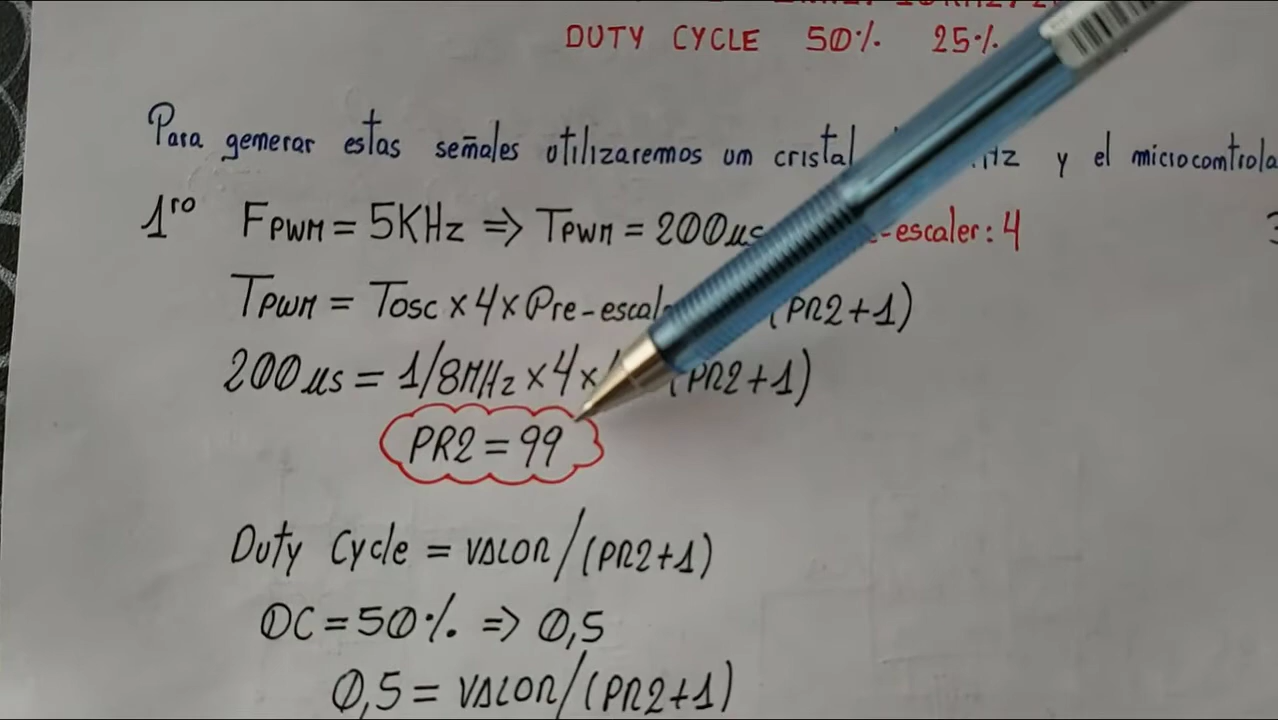 DUTY CYCLE 50% 25%
Para generar estas señales utilizaremos un cristal y el microcontrola
1ro FPWM = 5KHz => TPWM = 200us -escaler: 4
TPWM = Tosc x 4 x Pre-escal (PR2+1)
200us = 1/8MHz x 4 x (PR2+1)
PR2 = 99
Duty Cycle = VALOR/(PR2+1)
DC = 50% => 0,5
0,5 = VALOR/(PR2+1)